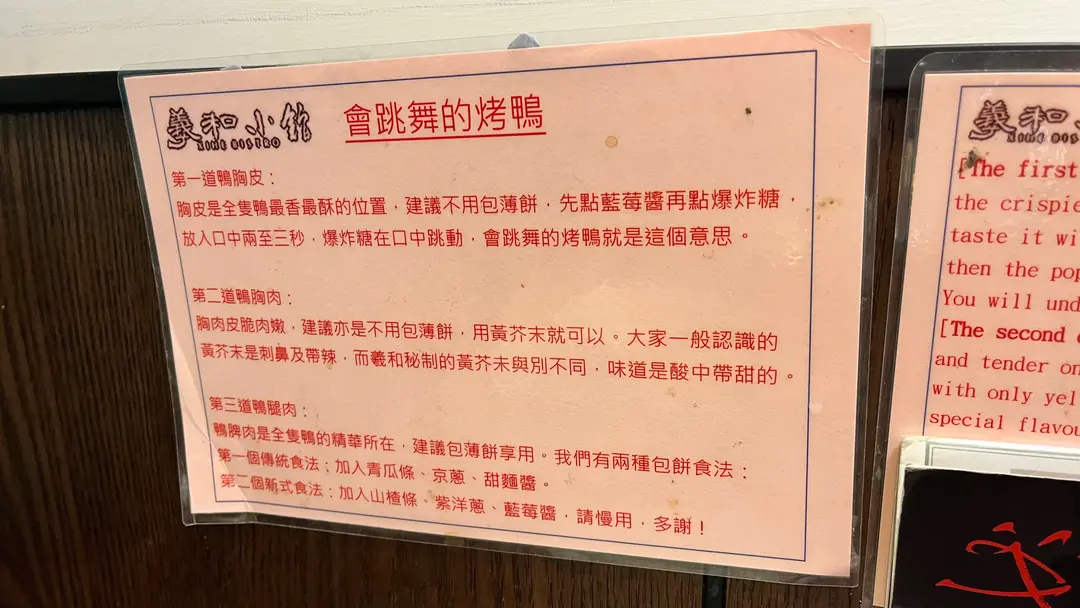 羲和小館 會跳舞的烤鴨
XIHE BISTRO
第一道鴨胸皮：
胸皮是全隻鴨最香最酥的位置，建議不用包薄餅，先點藍莓醬再點爆炸糖，
放入口中兩至三秒，爆炸糖在口中跳動，會跳舞的烤鴨就是這個意思。
第二道鴨胸肉：
胸肉皮脆肉嫩，建議亦是不用包薄餅，用黃芥末就可以。大家一般認識的
黃芥末是刺鼻及帶辣，而羲和秘制的黃芥末與別不同，味道是酸中帶甜的。
第三道鴨腿肉：
鴨脾肉是全隻鴨的精華所在，建議包薄餅享用。我們有兩種包餅食法：
第一個傳統食法：加入青瓜條、京蔥、甜麵醬。
第二個新式食法：加入山楂條、紫洋蔥、藍莓醬，請慢用，多謝！
羲和小
XIHE BIS
[The first
the crispie
taste it wi
then the pop
You will und
[The second
and tender on
with only yel
special flavou